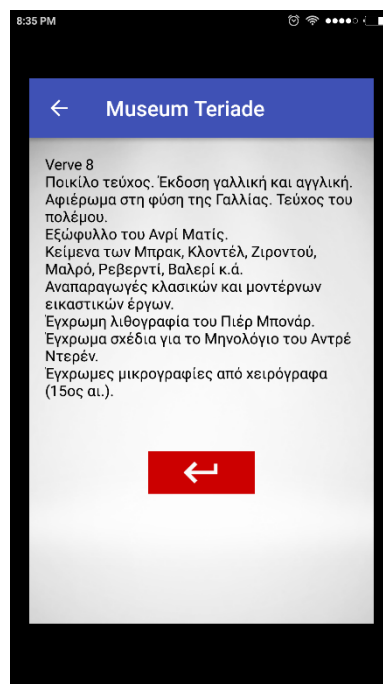 8:35 PM
Museum Teriade
Verve 8
Ποικίλο τεύχος. Έκδοση γαλλική και αγγλική.
Αφιέρωμα στη φύση της Γαλλίας. Τεύχος του
πολέμου.
Εξώφυλλο του Ανρί Ματίς.
Κείμενα των Μπρακ, Κλοντέλ, Ζιροντού,
Μαλρό, Ρεβερντί, Βαλερί κ.ά.
Αναπαραγωγές κλασικών και μοντέρνων
εικαστικών έργων.
Έγχρωμη λιθογραφία του Πιέρ Μπονάρ.
Έγχρωμα σχέδια για το Μηνολόγιο του Αντρέ
Ντερέν.
Έγχρωμες μικρογραφίες από χειρόγραφα
(15ος αι.).